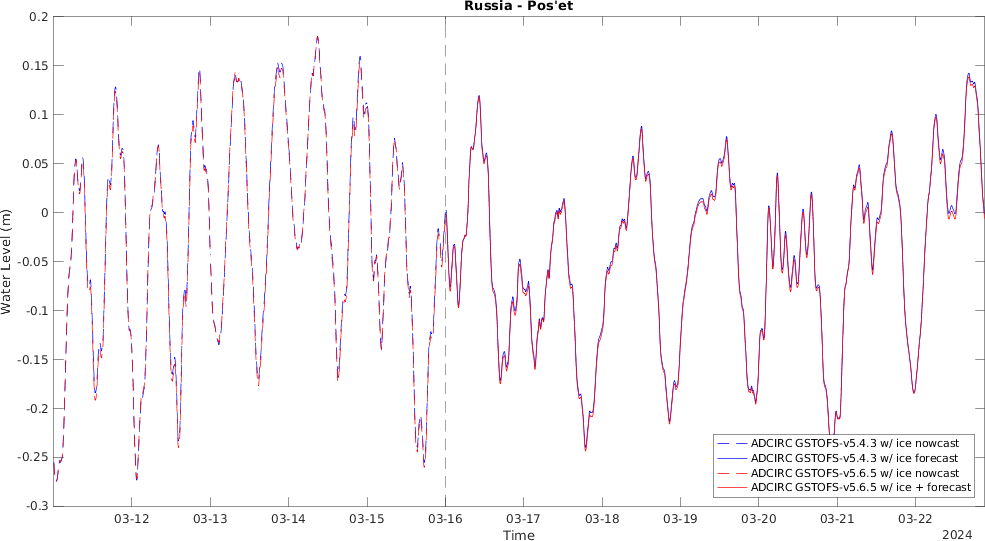 Russia - Pos'et
Water Level (m)
0.2
0.15
0.1
0.05
0
-0.05
-0.1
-0.15
-0.2
-0.25
-0.3
ADCIRC GSTOFS-v5.4.3 w/ ice nowcast
ADCIRC GSTOFS-v5.4.3 w/ ice forecast
ADCIRC GSTOFS-v5.6.5 w/ ice nowcast
ADCIRC GSTOFS-v5.6.5 w/ ice + forecast
03-12 03-13 03-14 03-15 03-16 03-17 03-18 03-19 03-20 03-21 03-22
Time
2024